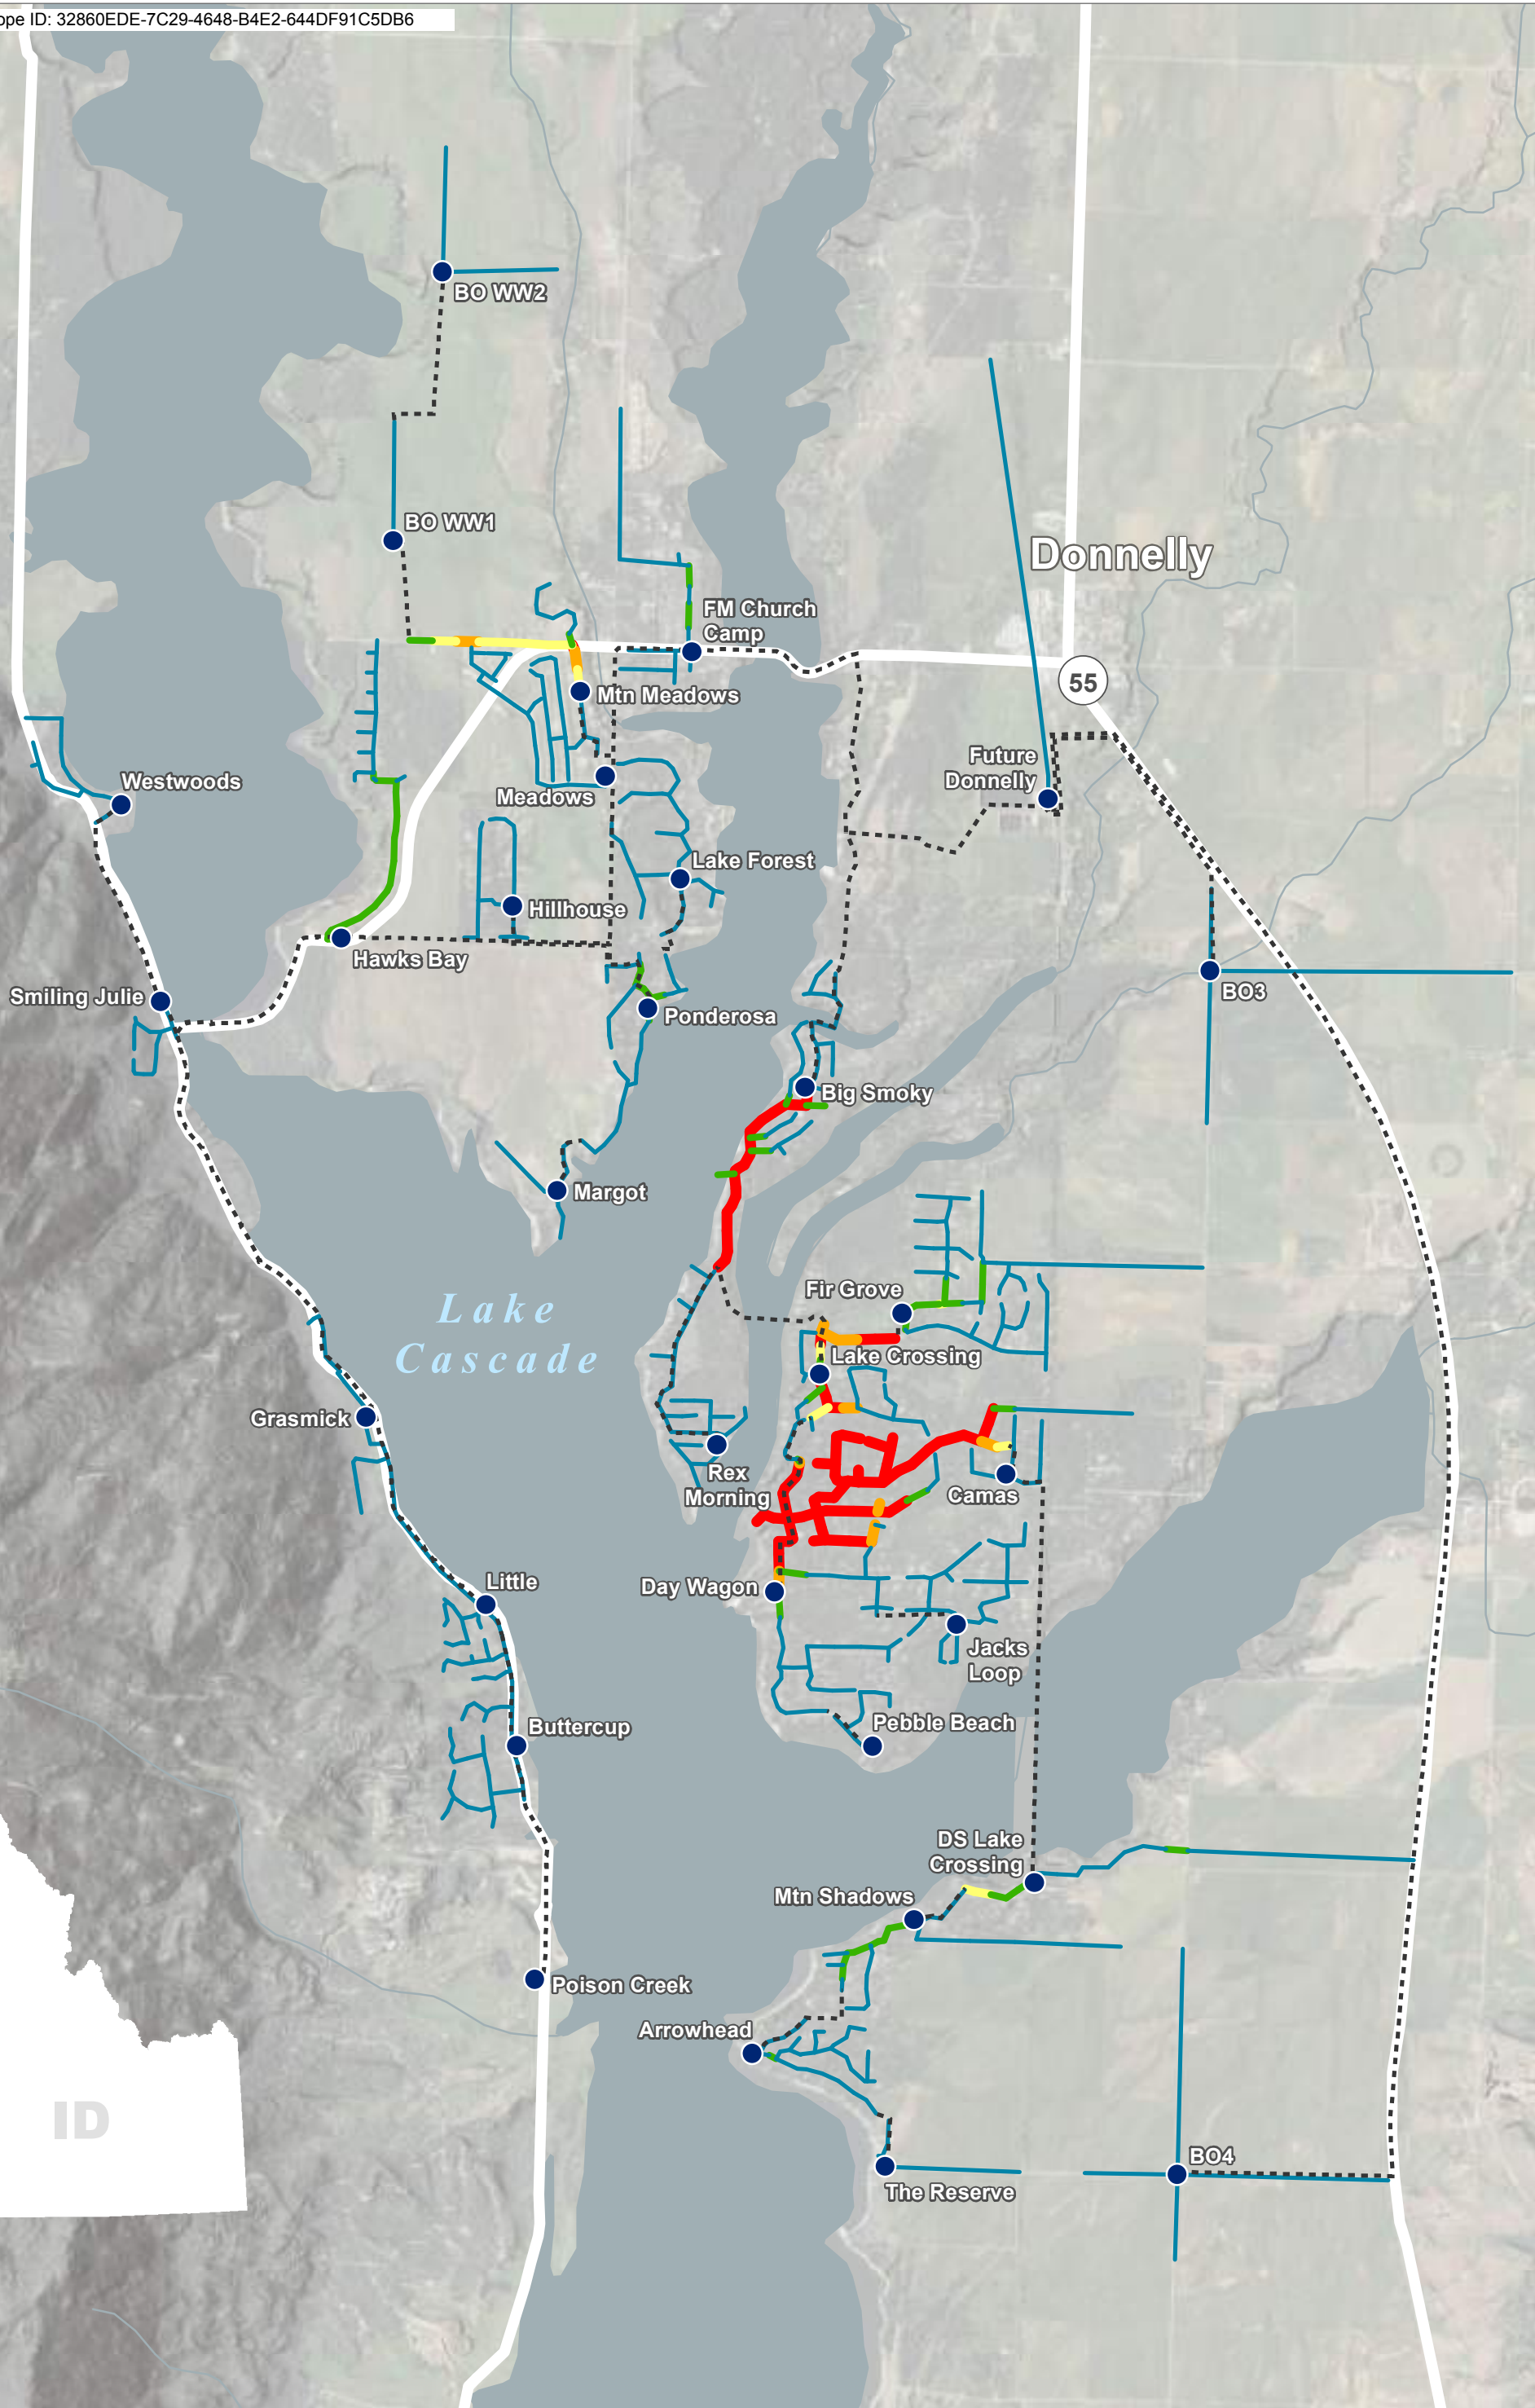 ope ID: 32860EDE-7C29-4648-B4E2-644DF91C5DB6
BO WW2
BO WW1
Donnelly
FM Church
Camp
55
Mtn Meadows
Future
Donnelly
Westwoods
Meadows
Lake Forest
Hillhouse
Hawks Bay
BO3
Smiling Julie
Ponderosa
Big Smoky
Margot
Fir Grove
Lake
Cascade
Lake Crossing
Grasmick
Rex
Morning
Camas
Little
Day Wagon
Jacks
Loop
Buttercup
Pebble Beach
DS Lake
Crossing
Mtn Shadows
Poison Creek
Arrowhead
ID
BO4
The Reserve